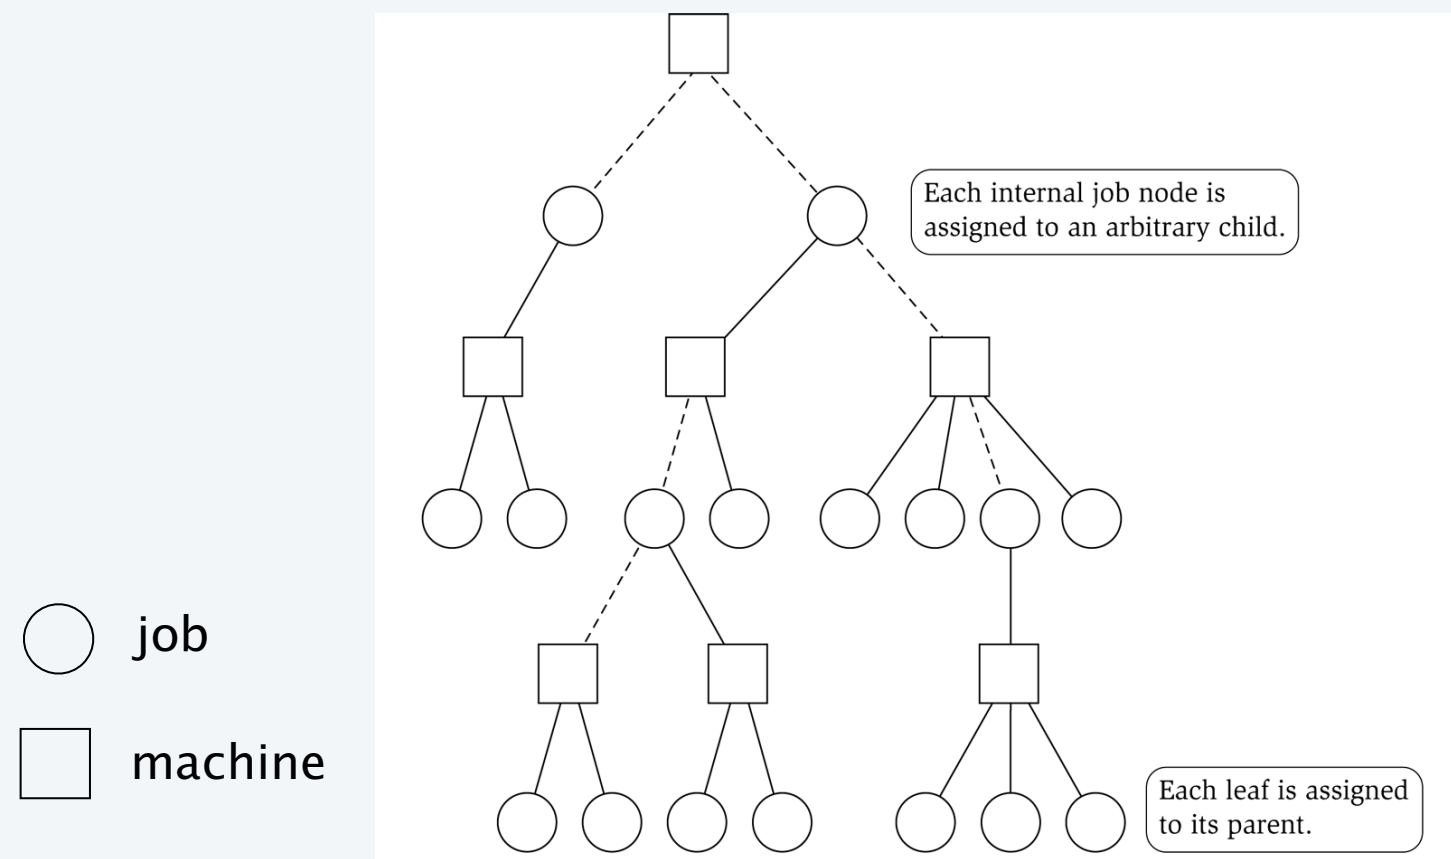 Each internal job node is
assigned to an arbitrary child.
job
machine
Each leaf is assigned
to its parent.